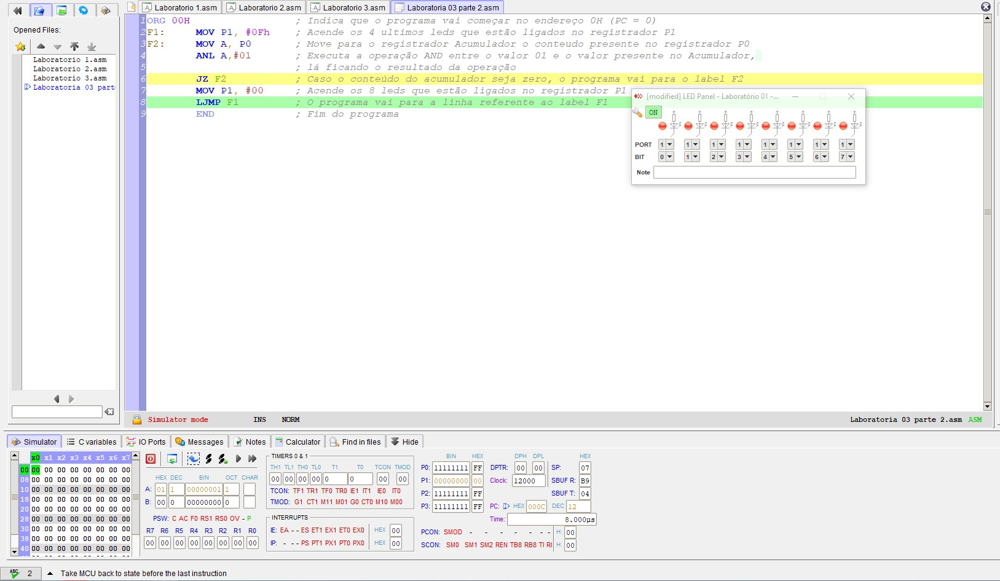 Laboratorio 1.asm Laboratorio 2.asm Laboratorio 3.asm Laboratoria 03 parte 2.asm
Opened Files:
Laboratorio 1.asm
Laboratorio 2.asm
Laboratorio 3.asm
Laboratoria 03 part
1 ORG 00H ; Indica que o programa vai começar no endereço 0H (PC = 0)
2 F1: MOV P1, #0Fh ; Acende os 4 ultimos leds que estão ligados no registrador P1
3 F2: MOV A, P0 ; Move para o registrador Acumulador o conteudo presente no registrador P0
4 ANL A,#01 ; Executa a operação AND entre o valor 01 e o valor presente no Acumulador,
5 ; lá ficando o resultado da operação
6 JZ F2 ; Caso o conteúdo do acumulador seja zero, o programa vai para o label F2
7 MOV P1, #00 ; Acende os 8 leds que estão ligados no registrador P1
8 LJMP F1 ; O programa vai para a linha referente ao label F1
9 END ; Fim do programa
[modified] LED Panel - Laboratório 01 -...
ON
PORT 1 1 1 1 1 1 1 1
BIT 0 1 2 3 4 5 6 7
Note
Simulator mode INS NORM Laboratoria 03 parte 2.asm ASM
Simulator C variables IO Ports Messages Notes Calculator Find in files Hide
x0 x1 x2 x3 x4 x5 x6 x7
00 00 00 00 00 00 00 00 00
08 00 00 00 00 00 00 00 00
10 00 00 00 00 00 00 00 00
18 00 00 00 00 00 00 00 00
20 00 00 00 00 00 00 00 00
28 00 00 00 00 00 00 00 00
30 00 00 00 00 00 00 00 00
38 00 00 00 00 00 00 00 00
40 00 00 00 00 00 00 00 00
HEX DEC BIN OCT CHAR
A: 01 1 00000001 1
B: 00 0 00000000 0
PSW: C AC F0 RS1 RS0 OV - P
R7 R6 R5 R4 R3 R2 R1 R0
00 00 00 00 00 00 00 00
TIMERS 0 & 1
TH1 TL1 TH0 TL0 T1 T0 TCON TMOD
00 00 00 00 0 0 00 00
TCON: TF1 TR1 TF0 TR0 IE1 IT1 IE0 IT0
TMOD: G1 CT1 M11 M01 G0 CT0 M10 M00
INTERRUPTS
IE: EA - - ES ET1 EX1 ET0 EX0 HEX 00
IP: - - - PS PT1 PX1 PT0 PX0 HEX 00
BIN HEX
P0: 11111111 FF
P1: 00000000 00
P2: 11111111 FF
P3: 11111111 FF
DPH DPL
DPTR: 00 00
Clock: 12000
HEX
SP: 07
SBUF R: B9
SBUF T: 04
PC: HEX 000C DEC 12
Time: 8.000µs
PCON: SMOD - - - - - - - H: 00
SCON: SM0 SM1 SM2 REN TB8 RB8 TI RI H: 00
ABC 2 Take MCU back to state before the last instruction